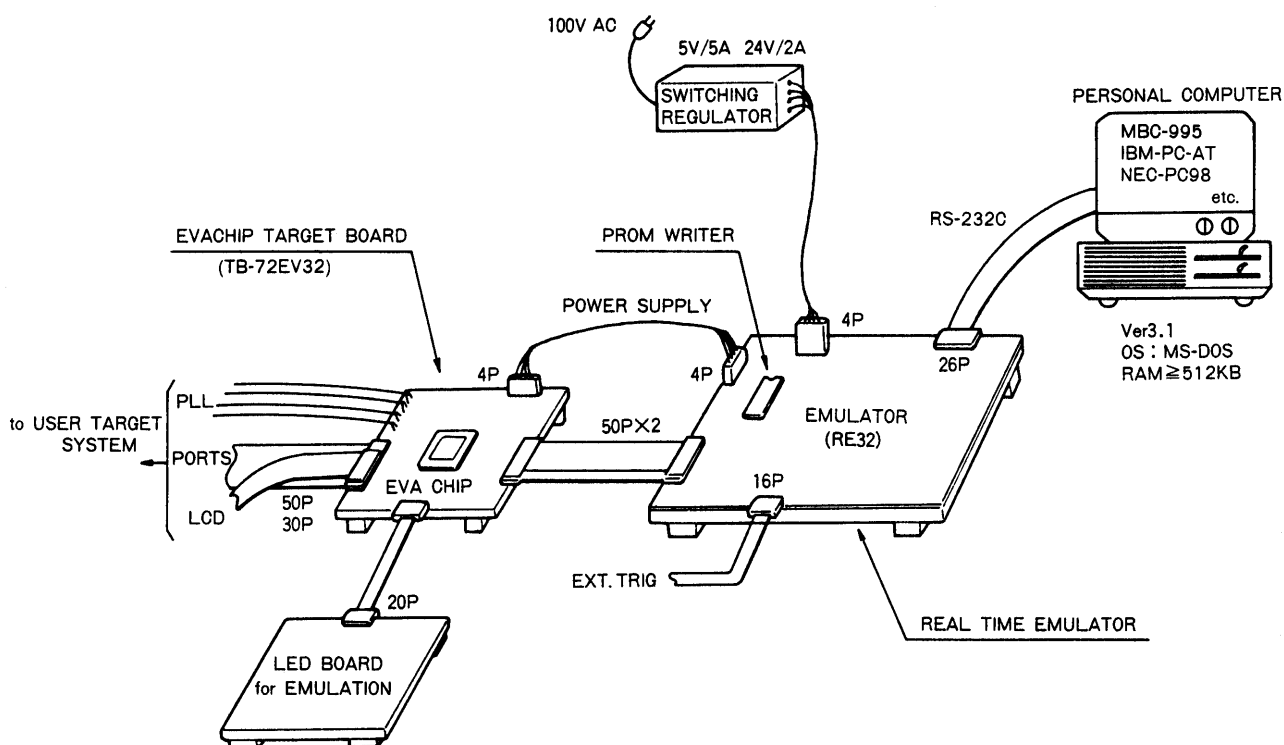 100V AC
5V/5A 24V/2A
SWITCHING
REGULATOR
PERSONAL COMPUTER
MBC-995
IBM-PC-AT
NEC-PC98
etc.
RS-232C
EVACHIP TARGET BOARD
(TB-72EV32)
PROM WRITER
POWER SUPPLY
4P
4P
4P
26P
Ver3.1
OS : MS-DOS
RAM≧512KB
to USER TARGET
SYSTEM
PLL
PORTS
LCD
50P
30P
EVA CHIP
50P×2
EMULATOR
(RE32)
16P
EXT. TRIG
20P
REAL TIME EMULATOR
LED BOARD
for EMULATION